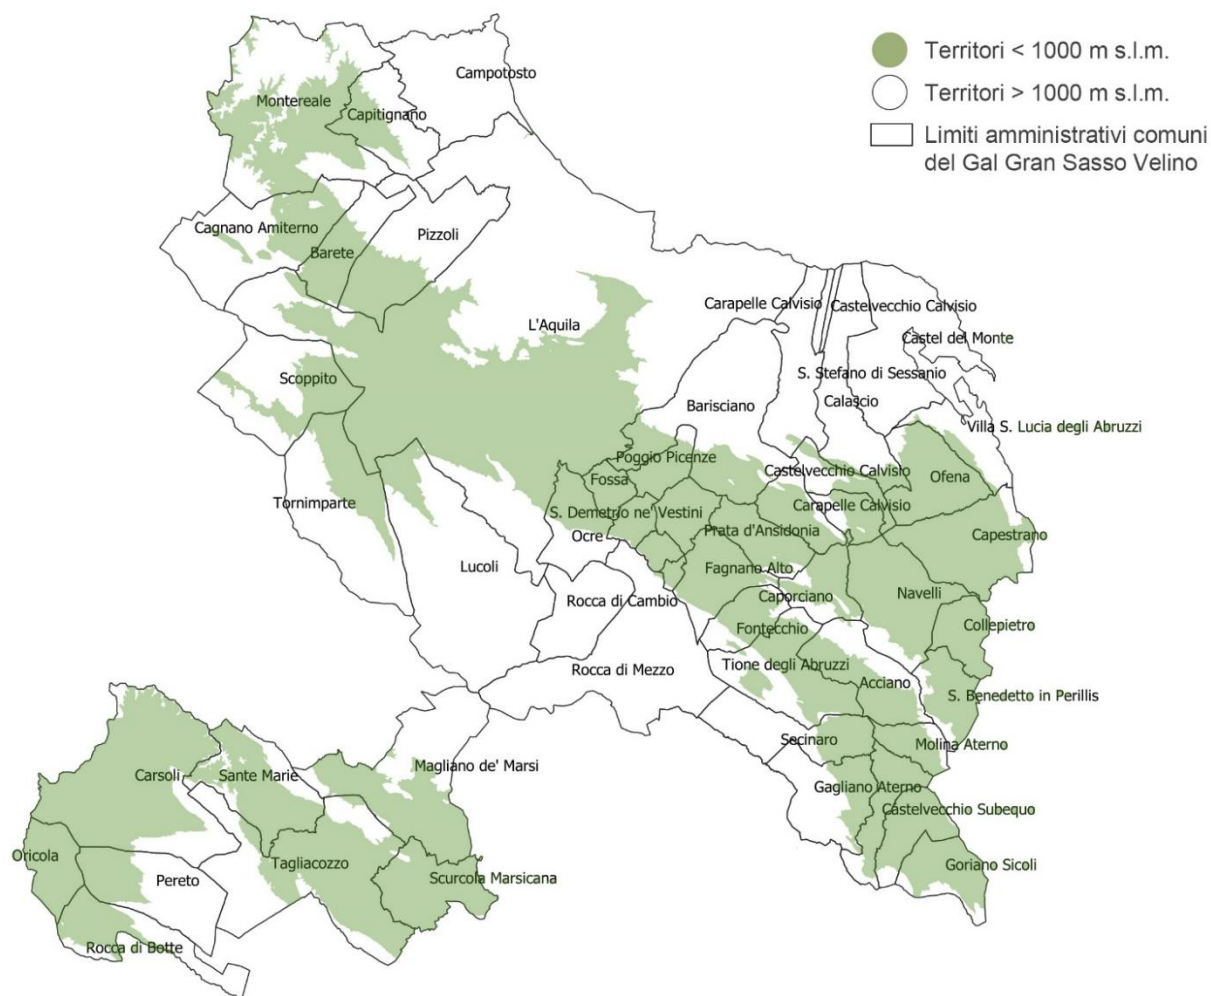 Territori < 1000 m s.l.m.
Territori > 1000 m s.l.m.
Limiti amministrativi comuni
del Gal Gran Sasso Velino
Campotosto
Montereale
Capitignano
Cagnano Amiterno
Pizzoli
Barete
Carapelle Calvisio
Castelvecchio Calvisio
L'Aquila
Castel del Monte
Scoppito
S. Stefano di Sessanio
Barisciano
Calascio
Villa S. Lucia degli Abruzzi
Poggio Picenze
Castelvecchio Calvisio
Ofena
Fossa
Tornimparte
Carapelle Calvisio
S. Demetrio ne' Vestini
Prata d'Ansidonia
Capestrano
Ocre
Lucoli
Fagnano Alto
Navelli
Caporciano
Rocca di Cambio
Collepietro
Fontecchio
Tione degli Abruzzi
Rocca di Mezzo
Acciano
S. Benedetto in Perillis
Secinaro
Molina Aterno
Magliano de' Marsi
Carsoli
Sante Marie
Gagliano Aterno
Castelvecchio Subequo
Oricola
Tagliacozzo
Goriano Sicoli
Pereto
Scurcola Marsicana
Rocca di Botte